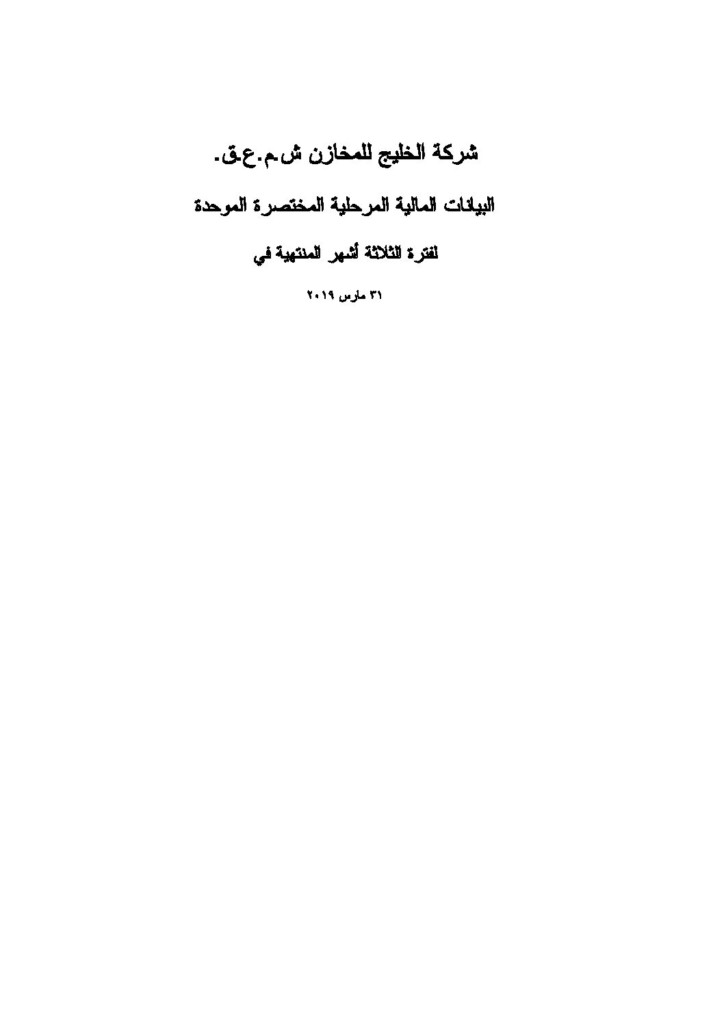 شركة الخليج للمخازن ش.م.ع.ق.
البيانات المالية المرحلية المختصرة الموحدة
لفترة الثلاثة أشهر المنتهية في
٣١ مارس ٢٠١٩